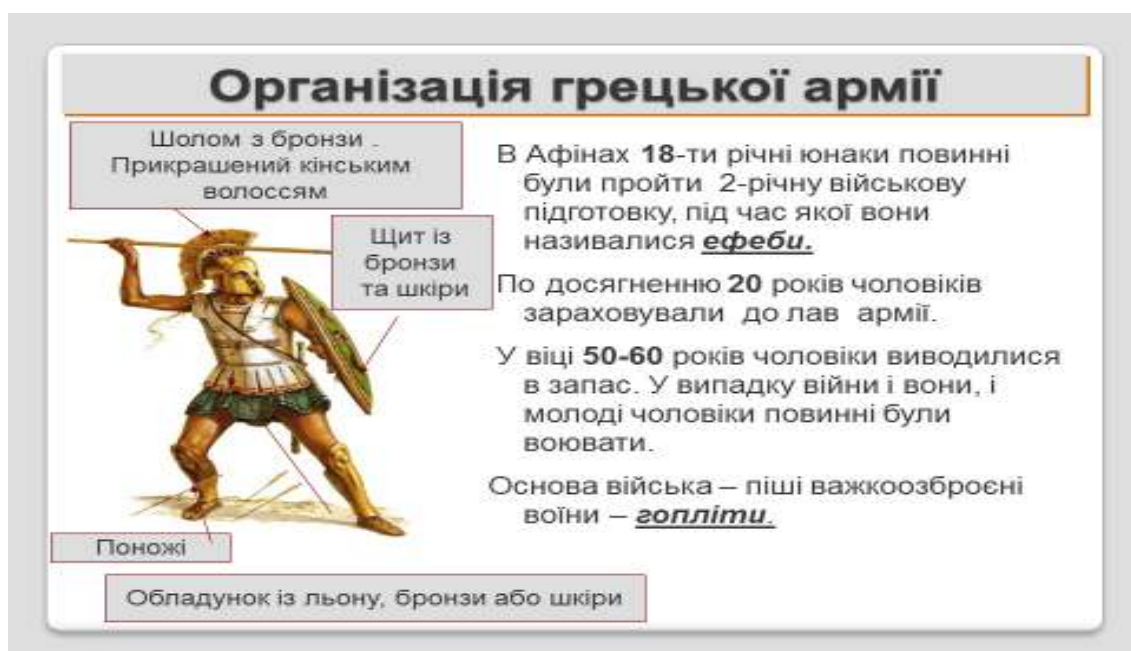 Організація грецької армії
Шолом з бронзи .
Прикрашений кінським
волоссям
Щит із
бронзи
та шкіри
Поножі
Обладунок із льону, бронзи або шкіри
В Афінах 18-ти річні юнаки повинні
були пройти 2-річну військову
підготовку, під час якої вони
називалися ефеби.
По досягненню 20 років чоловіків
зараховували до лав армії.
У віці 50-60 років чоловіки виводилися
в запас. У випадку війни і вони, і
молоді чоловіки повинні були
воювати.
Основа війська – піші важкоозброєні
воїни – гопліти.